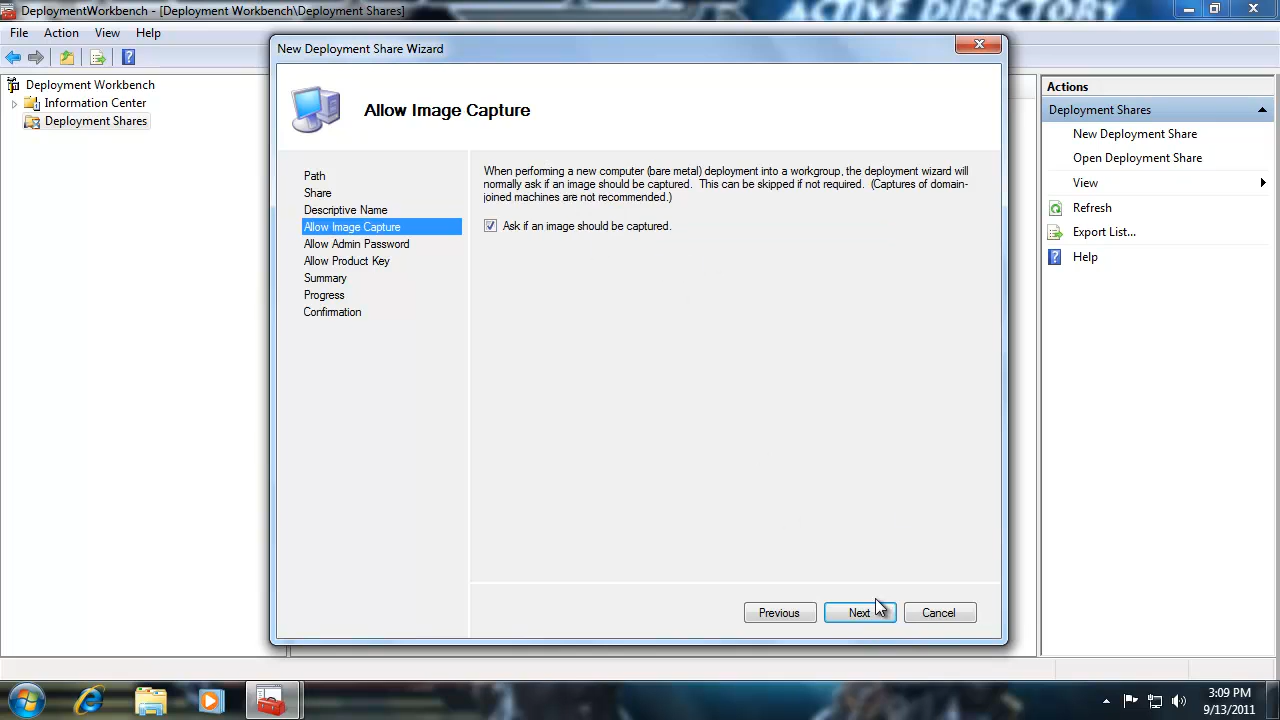 DeploymentWorkbench - [Deployment Workbench\Deployment Shares]
ACTIVE DIRECTORY
File Action View Help
New Deployment Share Wizard
Deployment Workbench
Information Center
Deployment Shares
Allow Image Capture
Path
Share
Descriptive Name
Allow Image Capture
Allow Admin Password
Allow Product Key
Summary
Progress
Confirmation
When performing a new computer (bare metal) deployment into a workgroup, the deployment wizard will
normally ask if an image should be captured. This can be skipped if not required. (Captures of domain-
joined machines are not recommended.)
Ask if an image should be captured.
Previous
Next
Cancel
Actions
Deployment Shares
New Deployment Share
Open Deployment Share
View
Refresh
Export List...
Help
3:09 PM
9/13/2011